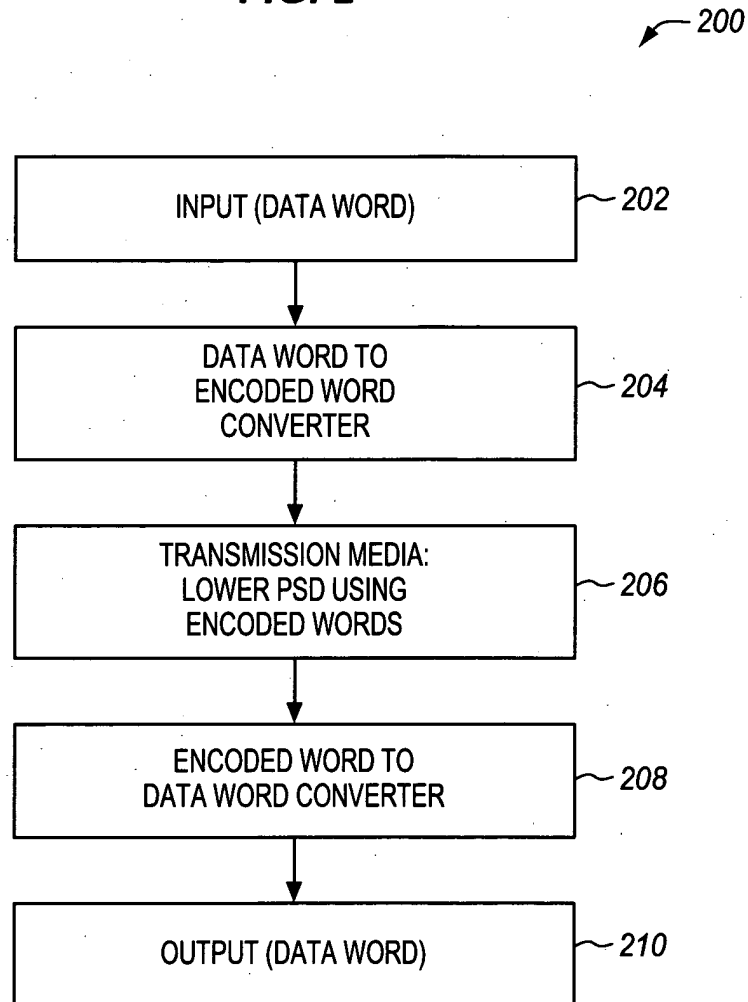 200
INPUT (DATA WORD)
202
DATA WORD TO
ENCODED WORD
CONVERTER
204
TRANSMISSION MEDIA:
LOWER PSD USING
ENCODED WORDS
206
ENCODED WORD TO
DATA WORD CONVERTER
208
OUTPUT (DATA WORD)
210